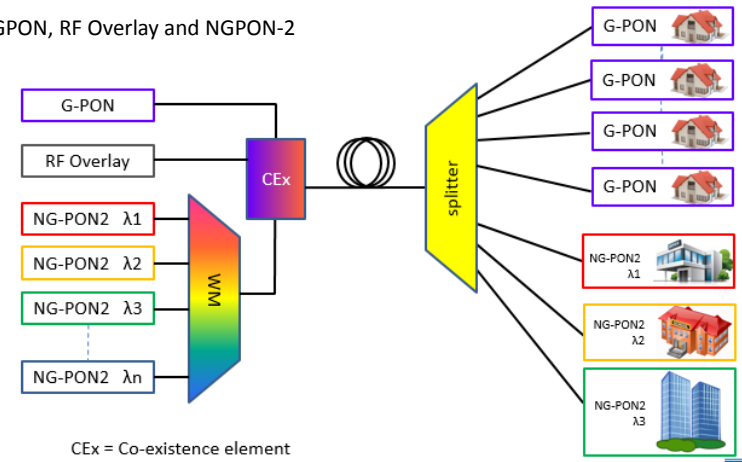 GPON, RF Overlay and NGPON-2
G-PON
RF Overlay
NG-PON2 λ1
NG-PON2 λ2
NG-PON2 λ3
NG-PON2 λn
WM
CEx
splitter
G-PON
G-PON
G-PON
G-PON
NG-PON2
λ1
NG-PON2
λ2
NG-PON2
λ3
CEx = Co-existence element